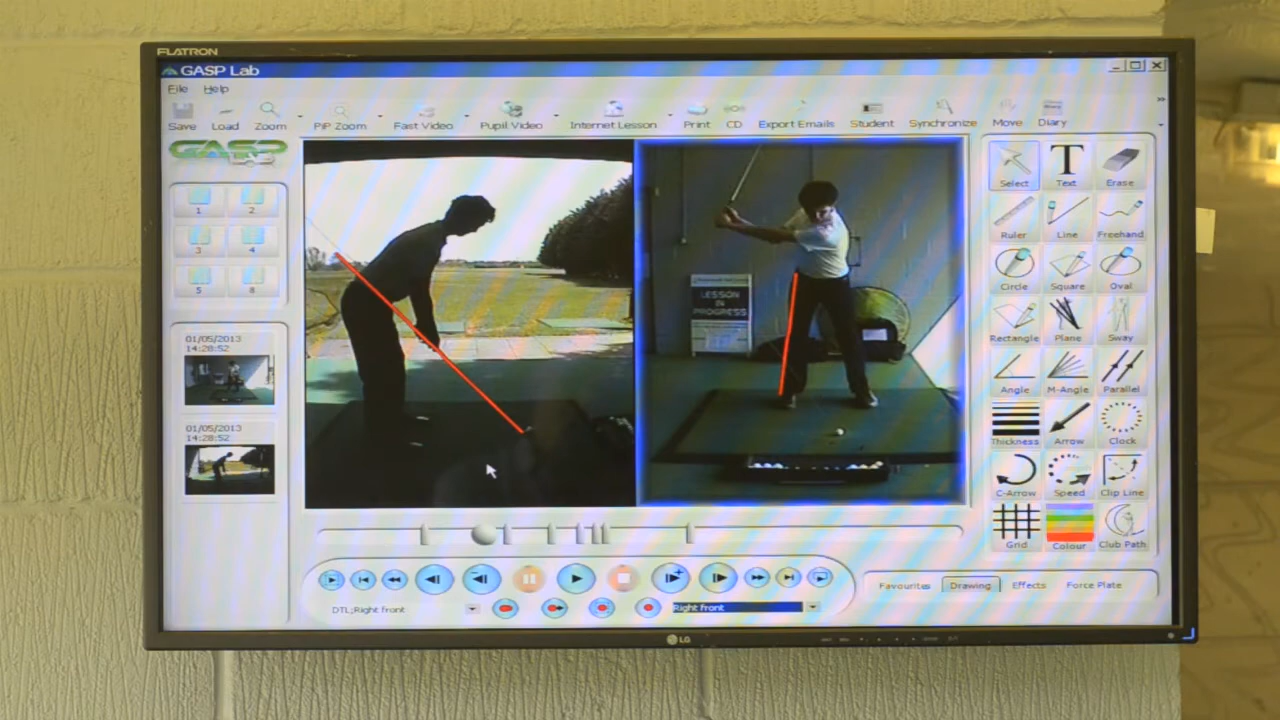 FLATRON
GASP Lab
File Help
Save Load Zoom PiP Zoom Fast Video Pupil Video Internet Lesson Print CD Export Emails Student Synchronize Move Diary
GASP
1 2
3 4
5 8
01/05/2013
14:28:52
01/05/2013
14:28:52
LESSON
IN
PROGRESS
Select Text Erase
Ruler Line Freehand
Circle Square Oval
Rectangle Plane Sway
Angle M-Angle Parallel
Thickness Arrow Clock
C-Arrow Speed Clip Line
Grid Colour Club Path
Favourites Drawing Effects Force Plate
DTL;Right front
Right front
LG